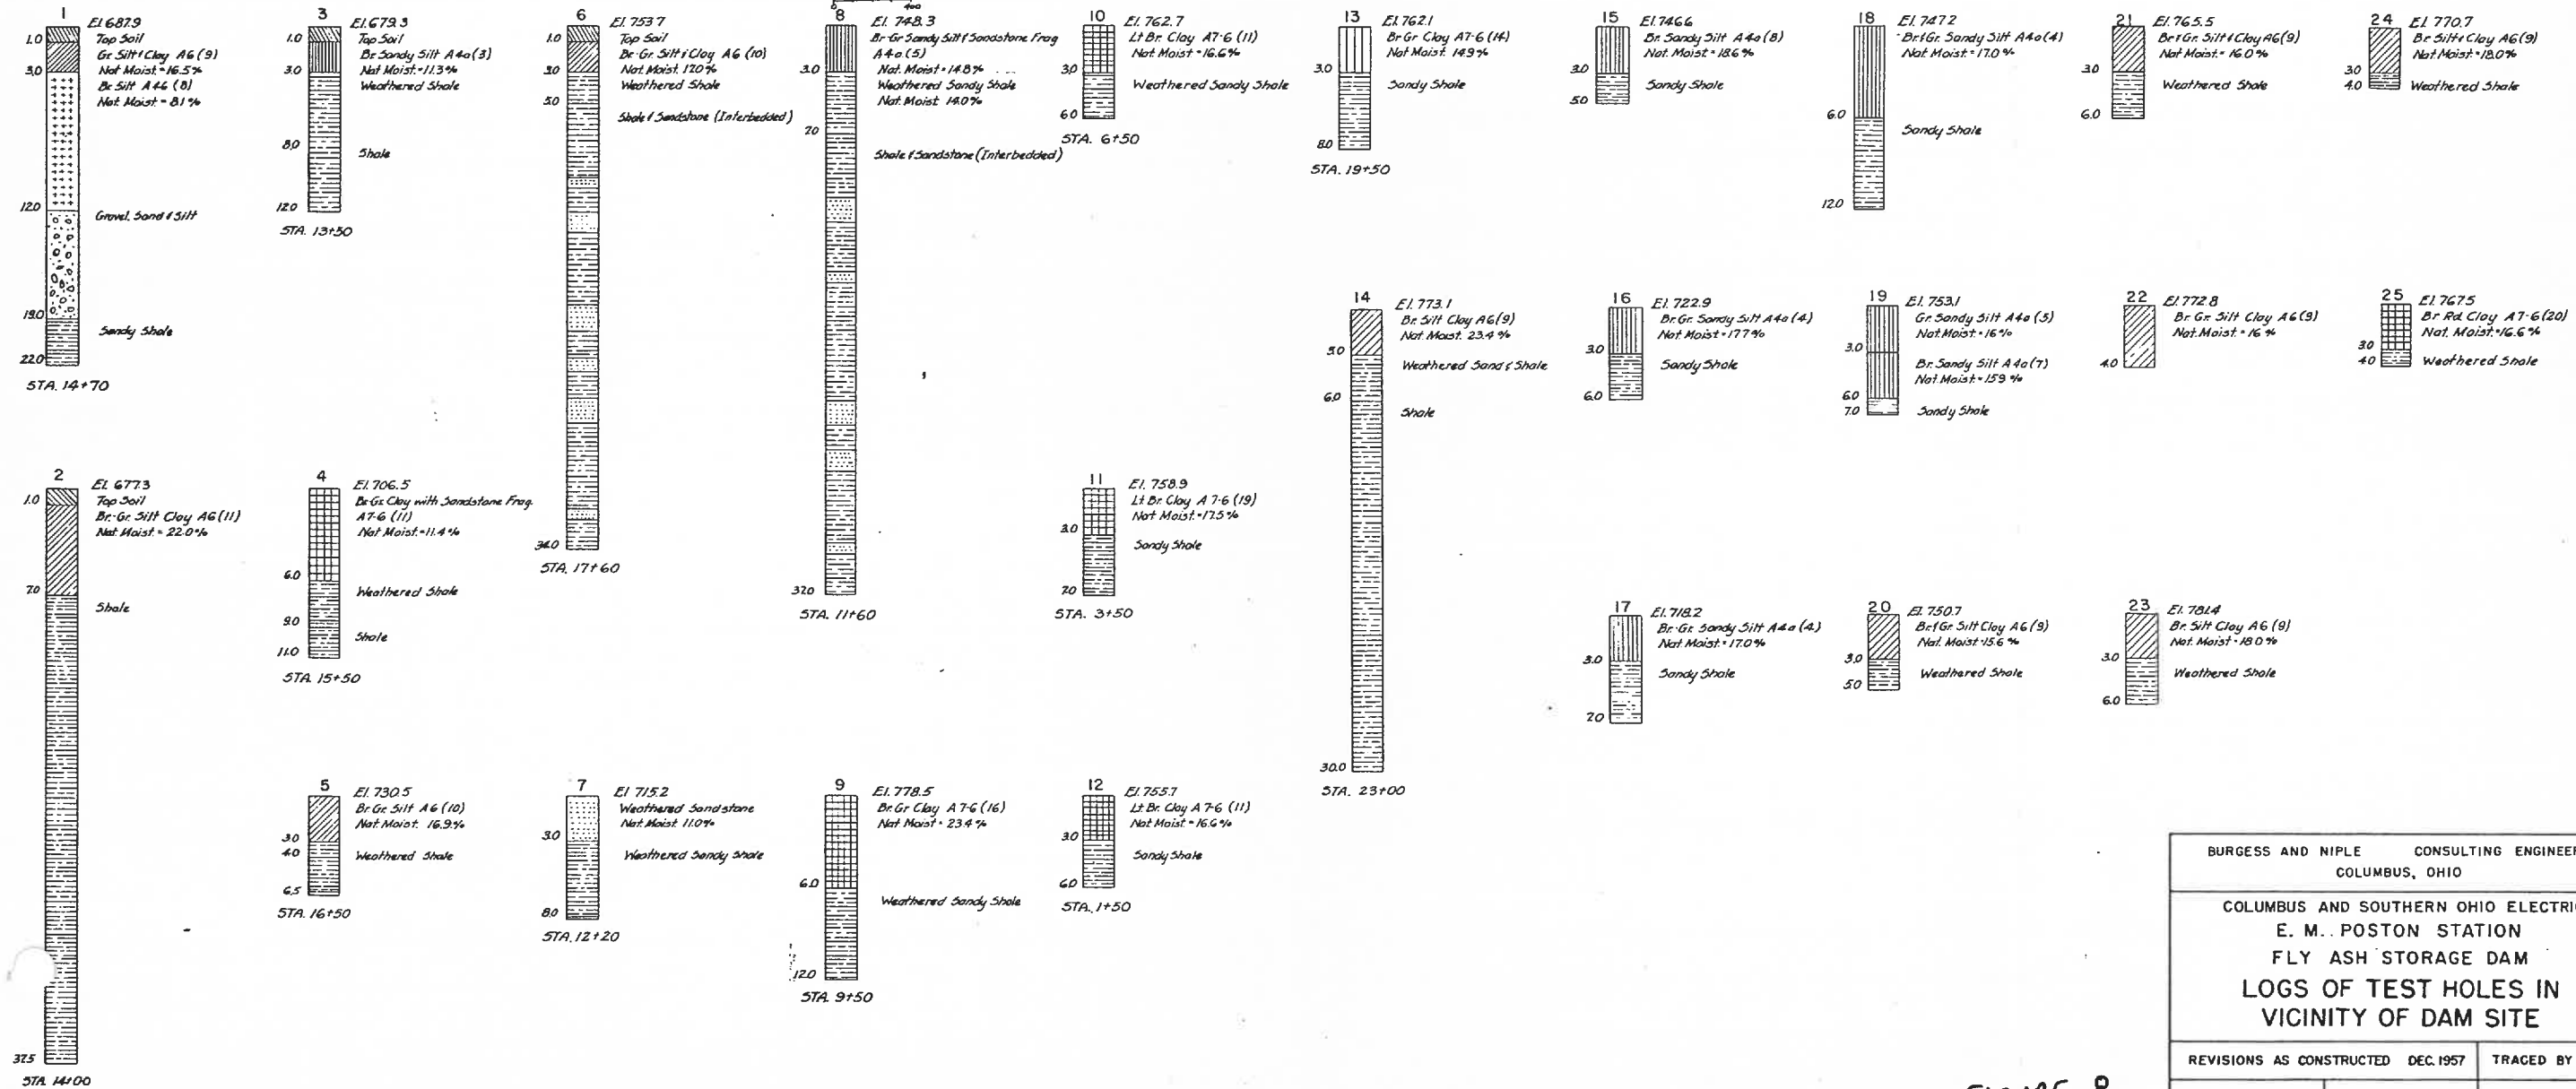 1
El 687.9
1.0
Top Soil
Gr Silt & Clay A6 (9)
Nat Moist = 16.5%
3.0
Br Silt A46 (8)
Nat Moist = 8.1 %
12.0
Gravel, Sand & Silt
19.0
Sandy Shale
22.0
STA. 14+70
2
El. 677.3
1.0
Top Soil
Br-Gr. Silt Clay A6 (11)
Nat. Moist. = 22.0%
7.0
Shale
37.5
STA. 14+00
3
El. 679.3
1.0
Top Soil
Br. Sandy Silt A4a (3)
3.0
Nat Moist. = 11.3%
Weathered Shale
8.0
Shale
12.0
STA. 13+50
4
El. 706.5
Br-Gr. Clay with Sandstone Frag.
A7-6 (11)
Nat. Moist. = 11.4%
6.0
Weathered Shale
9.0
Shale
11.0
STA. 15+50
5
El. 730.5
Br. Gr. Silt A6 (10)
Nat. Moist. 16.9%
3.0
4.0
Weathered Shale
6.5
STA. 16+50
6
El. 753.7
1.0
Top Soil
Br-Gr. Silt & Clay A6 (10)
3.0
Nat. Moist. 17.0%
Weathered Shale
5.0
Shale & Sandstone (Interbedded)
34.0
STA. 17+60
7
El 715.2
Weathered Sandstone
Nat. Moist 11.0%
3.0
Weathered Sandy Shale
8.0
STA. 12+20
0 400
8
El. 748.3
Br-Gr Sandy Silt & Sandstone Frag
A4a (5)
3.0
Nat. Moist = 14.8%
Weathered Sandy Shale
Nat. Moist 14.0%
7.0
Shale & Sandstone (Interbedded)
37.0
STA. 11+60
9
El. 778.5
Br. Gr Clay A 7-6 (16)
Nat Moist = 23.4 %
6.0
Weathered Sandy Shale
12.0
STA. 9+50
10
El. 762.7
Lt Br. Clay A7-6 (11)
Nat Moist. = 16.6%
3.0
Weathered Sandy Shale
6.0
STA. 6+50
11
El. 758.9
Lt Br. Clay A 7-6 (19)
Nat Moist. = 17.5%
3.0
Sandy Shale
7.0
STA. 3+50
12
El. 755.7
Lt Br. Clay A 7-6 (11)
Nat Moist = 16.6%
3.0
Sandy Shale
6.0
STA. 1+50
13
El. 762.1
Br Gr Clay A7-6 (14)
Nat Moist. 14.9%
3.0
Sandy Shale
8.0
STA. 19+50
14
El. 773.1
Br. Silt Clay A6(9)
Nat. Moist. 23.4 %
3.0
Weathered Sand & Shale
6.0
Shale
30.0
STA. 23+00
15
El. 746.6
Br. Sandy Silt A4a (8)
Nat Moist. = 18.6%
3.0
Sandy Shale
5.0
16
El. 722.9
Br. Gr. Sandy Silt A4a (4)
Nat Moist. = 17.7 %
3.0
Sandy Shale
6.0
17
El. 718.2
Br-Gr. Sandy Silt A4a (4)
Nat. Moist. = 17.0 %
3.0
Sandy Shale
7.0
18
El. 747.2
Br & Gr. Sandy Silt A4a (4)
Nat Moist. = 17.0 %
6.0
Sandy Shale
12.0
19
El. 753.1
Gr. Sandy Silt A4a (5)
Nat Moist = 16%
3.0
Br. Sandy Silt A 4a (7)
Nat Moist. = 15.9 %
6.0
7.0
Sandy Shale
20
El. 750.7
Br & Gr. Silt Clay A6 (9)
Nat. Moist. = 15.6 %
3.0
Weathered Shale
5.0
21
El. 765.5
Br & Gr. Silt & Clay A6(9)
Nat Moist = 16.0%
3.0
Weathered Shale
6.0
22
El. 772.8
Br Gr. Silt Clay A6 (9)
Nat. Moist. = 16 %
4.0
23
El. 781.4
Br. Silt Clay A6 (9)
Nat. Moist = 18.0 %
3.0
Weathered Shale
6.0
24
El 770.7
Br Silt & Clay A6(9)
Nat. Moist. = 18.0%
3.0
4.0
Weathered Shale
25
El. 767.5
Br Rd. Clay A 7-6 (20)
Nat. Moist. = 16.6 %
3.0
4.0
Weathered Shale
BURGESS AND NIPLE CONSULTING ENGINEER
COLUMBUS, OHIO
COLUMBUS AND SOUTHERN OHIO ELECTRIC
E. M. POSTON STATION
FLY ASH STORAGE DAM
LOGS OF TEST HOLES IN
VICINITY OF DAM SITE
REVISIONS AS CONSTRUCTED DEC. 1957
TRACED BY